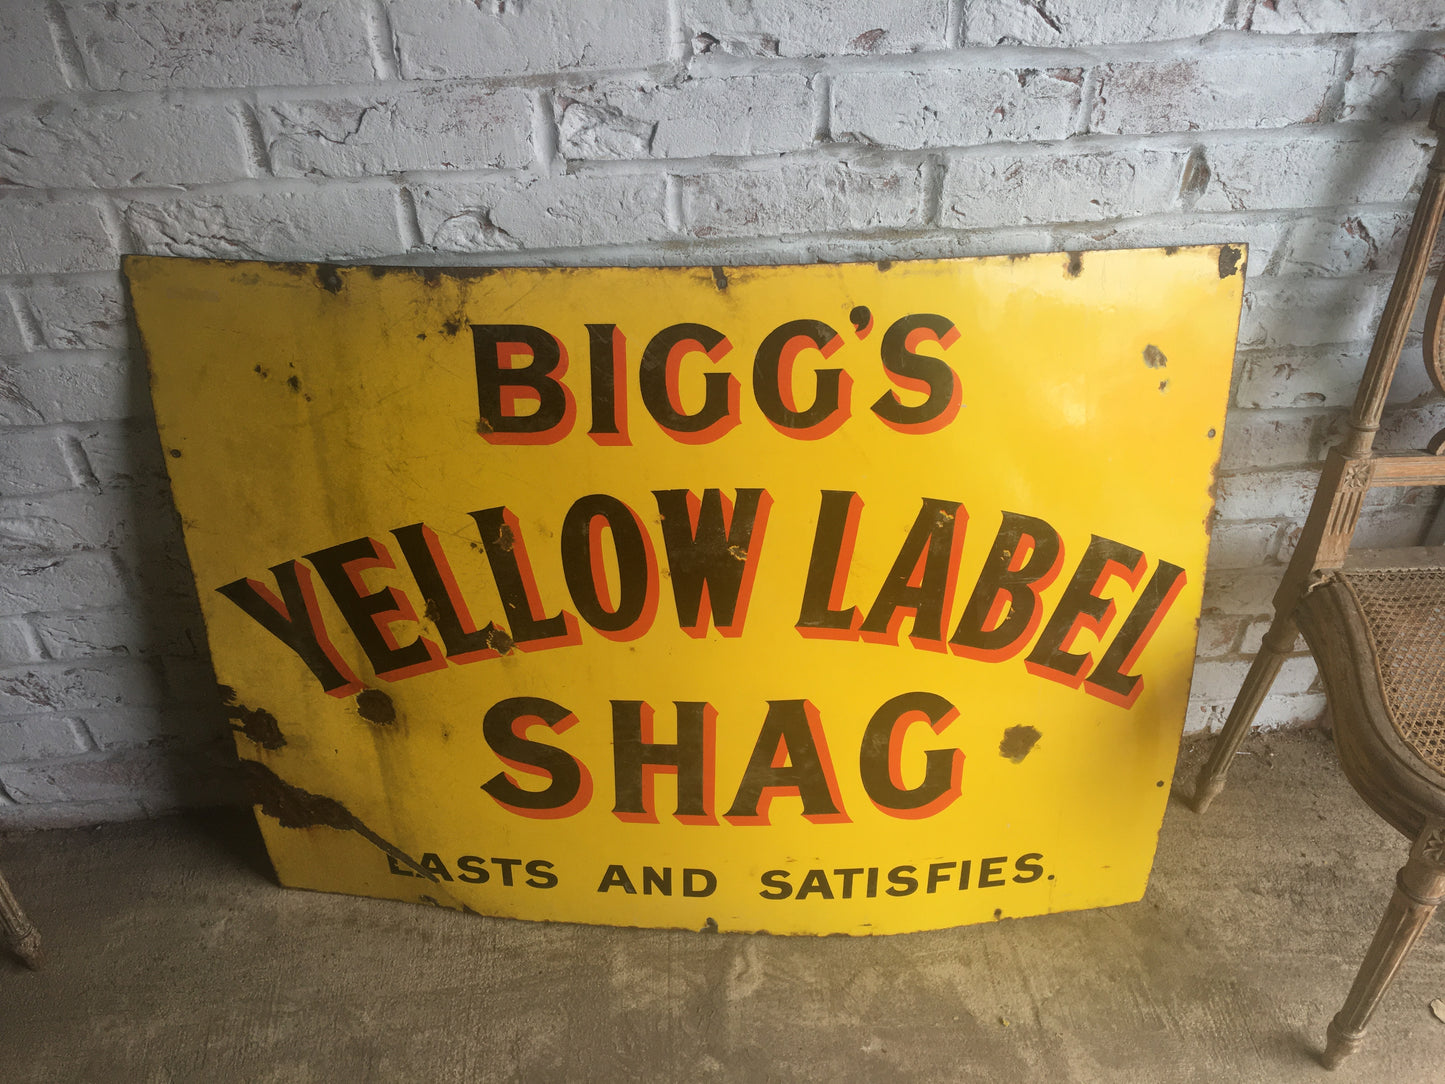 BIGG'S
YELLOW LABEL
SHAG
LASTS AND SATISFIES.